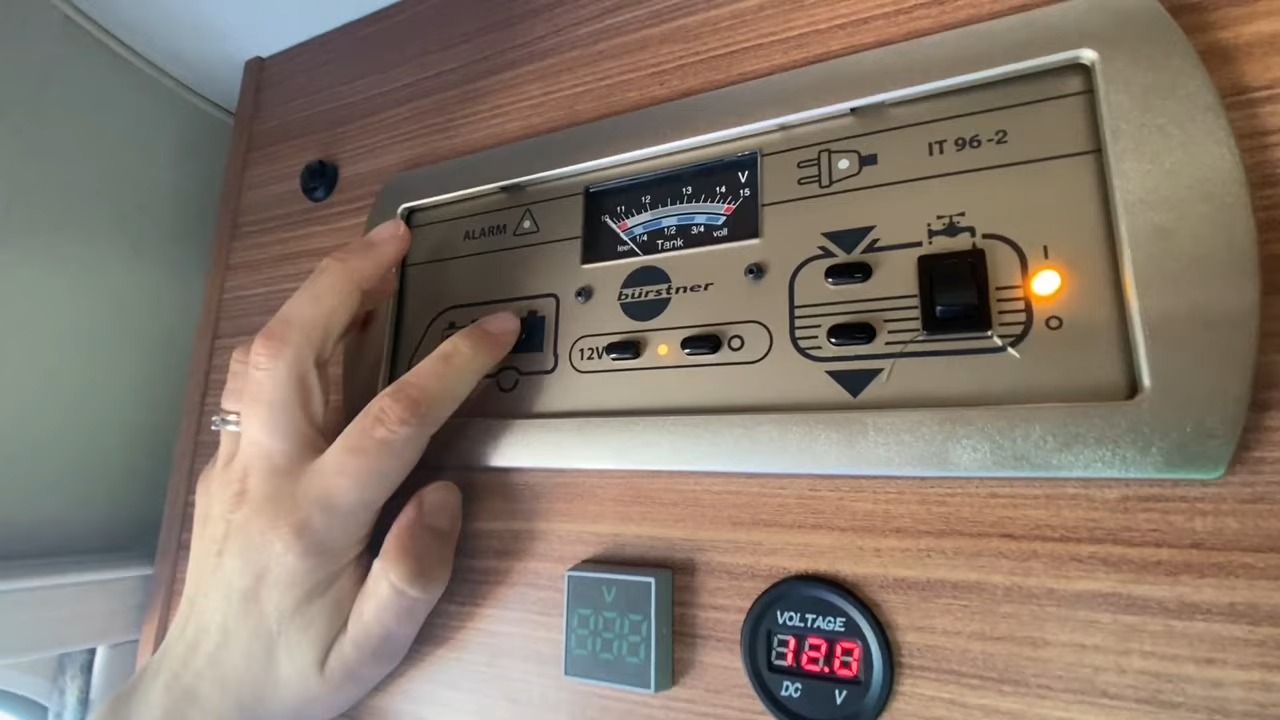 IT 96-2
V
10 11 12 13 14 15
leer 1/4 1/2 3/4 voll
Tank
ALARM
bürstner
12V
I
O
O
V
VOLTAGE
DC V